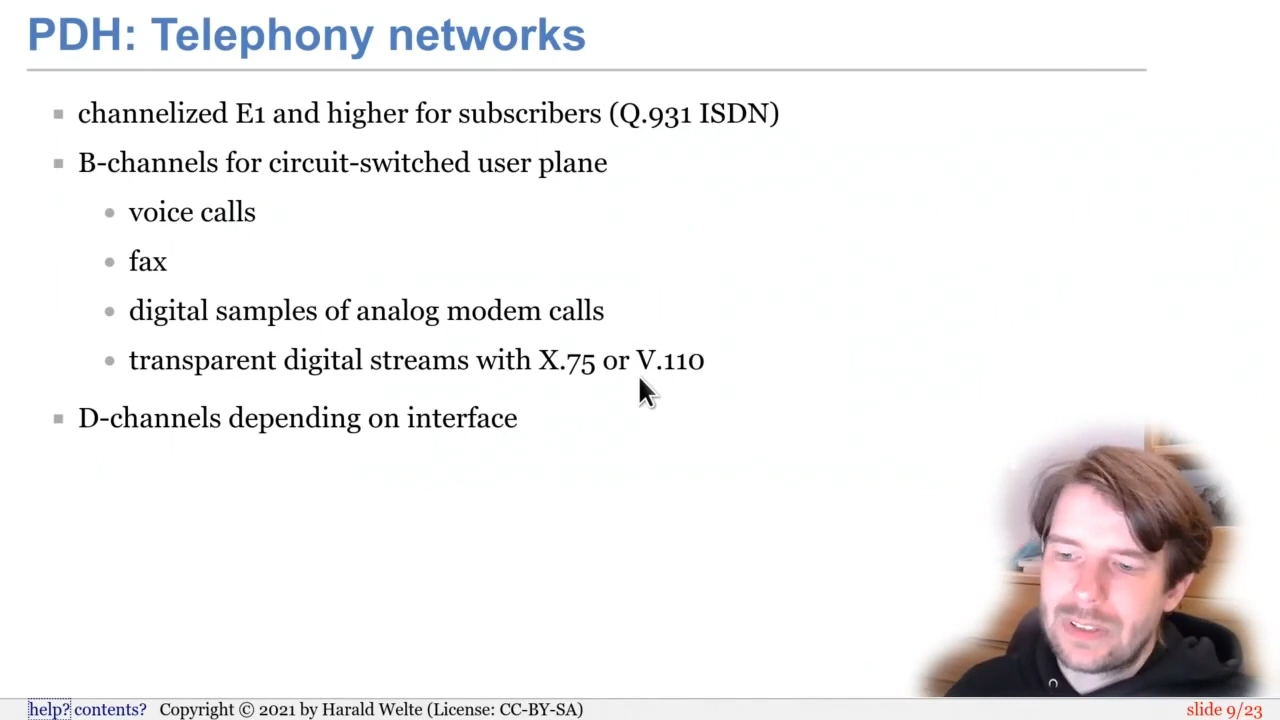 PDH: Telephony networks
channelized E1 and higher for subscribers (Q.931 ISDN)
B-channels for circuit-switched user plane
voice calls
fax
digital samples of analog modem calls
transparent digital streams with X.75 or V.110
D-channels depending on interface
help? contents? Copyright © 2021 by Harald Welte (License: CC-BY-SA) slide 9/23